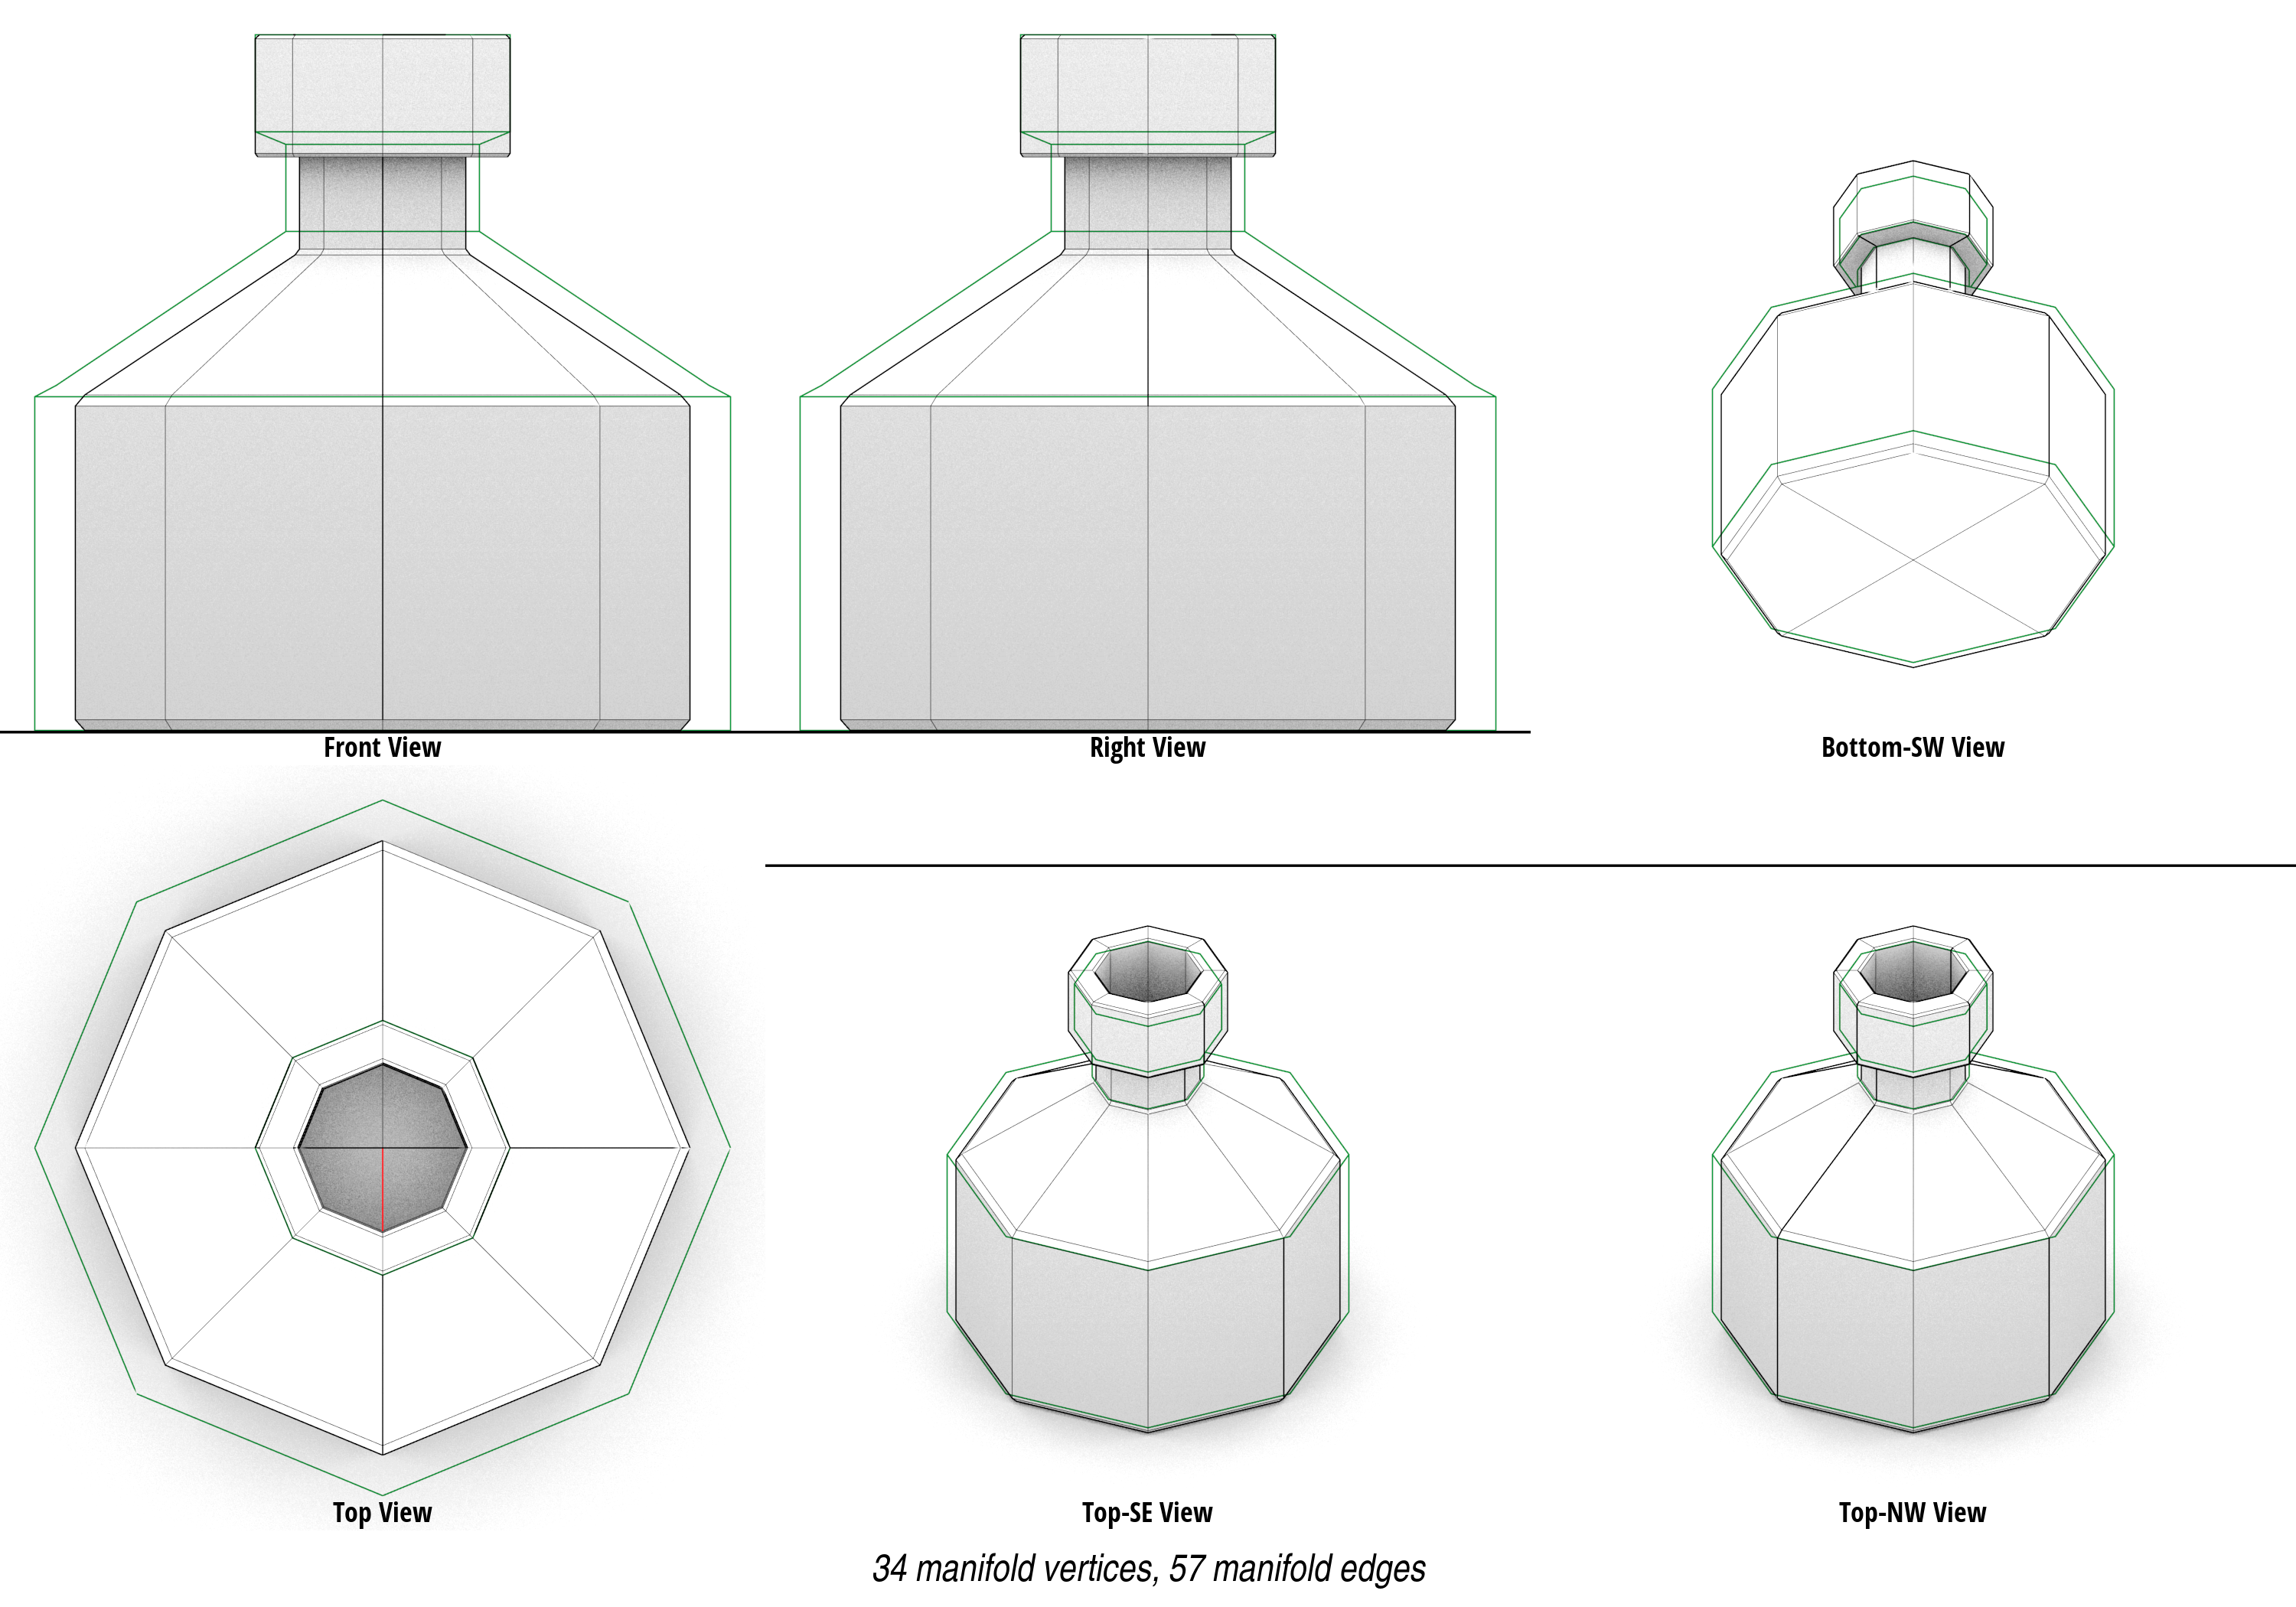 Front View
Right View
Bottom-SW View
Top View
Top-SE View
Top-NW View
34 manifold vertices, 57 manifold edges